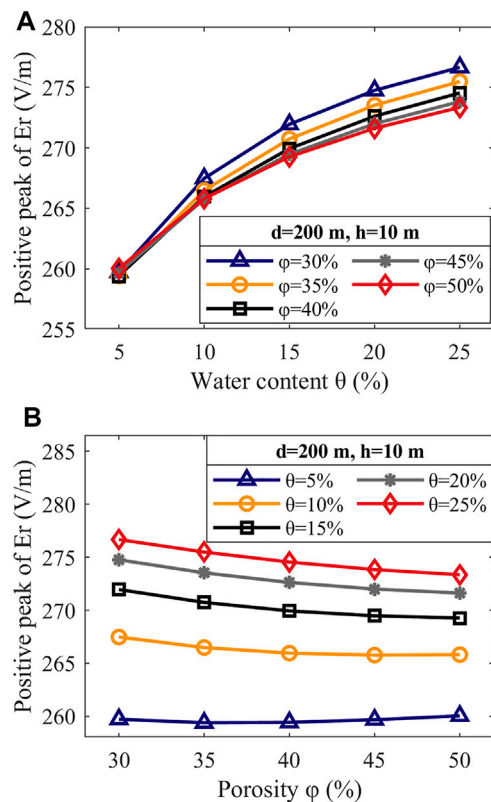 A
280
275
270
265
260
255
Positive peak of Er (V/m)
d=200 m, h=10 m
φ=30% φ=45%
φ=35% φ=50%
φ=40%
5 10 15 20 25
Water content θ (%)
B
285
280
275
270
265
260
Positive peak of Er (V/m)
d=200 m, h=10 m
θ=5% θ=20%
θ=10% θ=25%
θ=15%
30 35 40 45 50
Porosity φ (%)